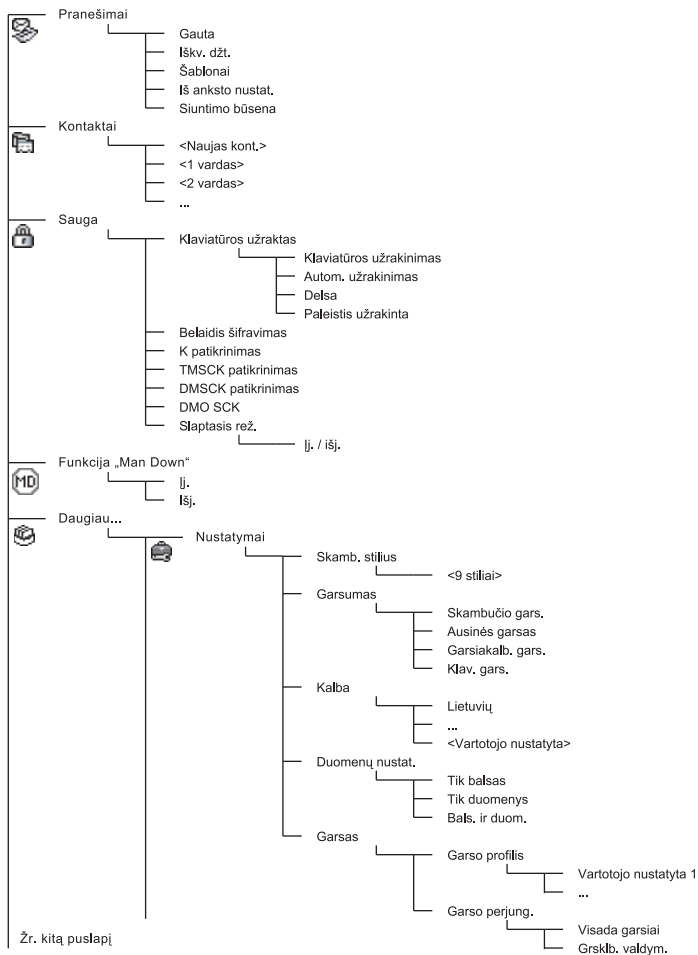 Pranešimai
Gauta
Iškv. džt.
Šablonai
Iš anksto nustat.
Siuntimo būsena
Kontaktai
<Naujas kont.>
<1 vardas>
<2 vardas>
...
Sauga
Klaviatūros užraktas
Klaviatūros užrakinimas
Autom. užrakinimas
Delsa
Paleistis užrakinta
Belaidis šifravimas
K patikrinimas
TMSCK patikrinimas
DMSCK patikrinimas
DMO SCK
Slaptasis rež.
Įj. / išj.
Funkcija „Man Down“
MD
Įj.
Išj.
Daugiau...
Nustatymai
Skamb. stilius
<9 stiliai>
Garsumas
Skambučio gars.
Ausinės garsas
Garsiakalb. gars.
Klav. gars.
Kalba
Lietuvių
...
<Vartotojo nustatyta>
Duomenų nustat.
Tik balsas
Tik duomenys
Bals. ir duom.
Garsas
Garso profilis
Vartotojo nustatyta 1
...
Garso perjung.
Visada garsiai
Grsklb. valdym.
Žr. kitą puslapį